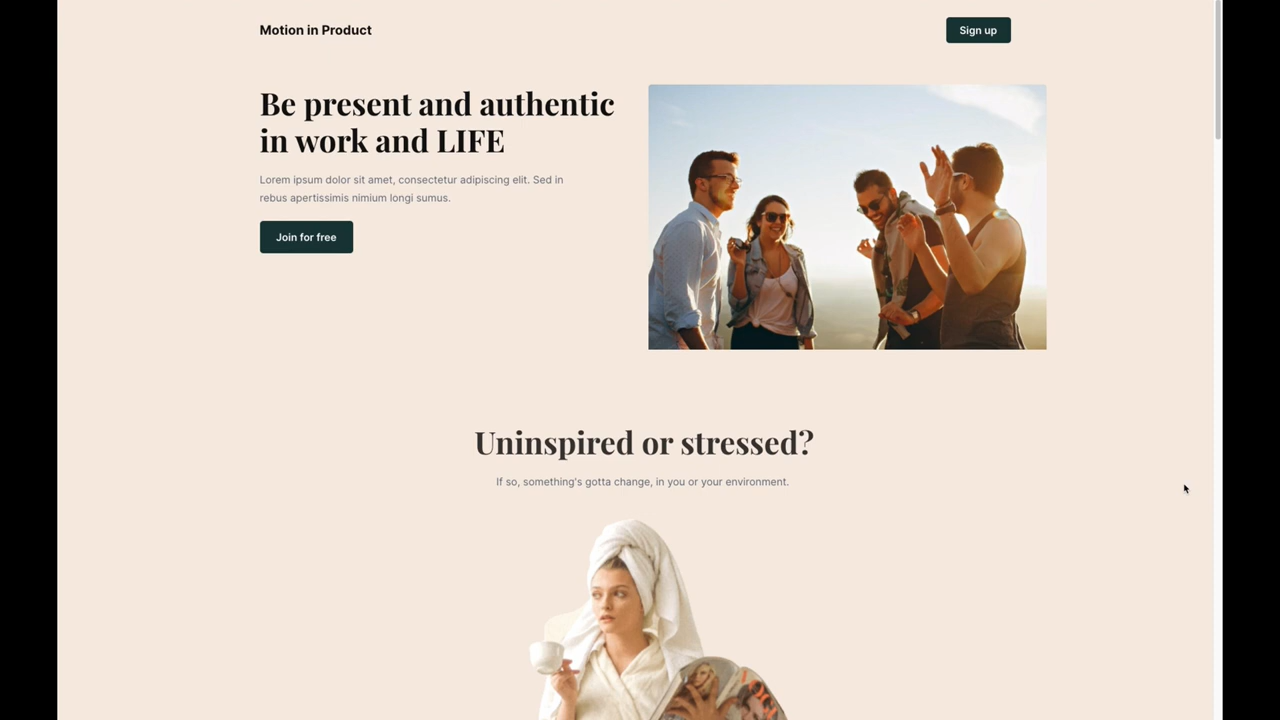 Motion in Product
Sign up
Be present and authentic
in work and LIFE
Lorem ipsum dolor sit amet, consectetur adipiscing elit. Sed in
rebus apertissimis nimium longi sumus.
Join for free
Uninspired or stressed?
If so, something's gotta change, in you or your environment.